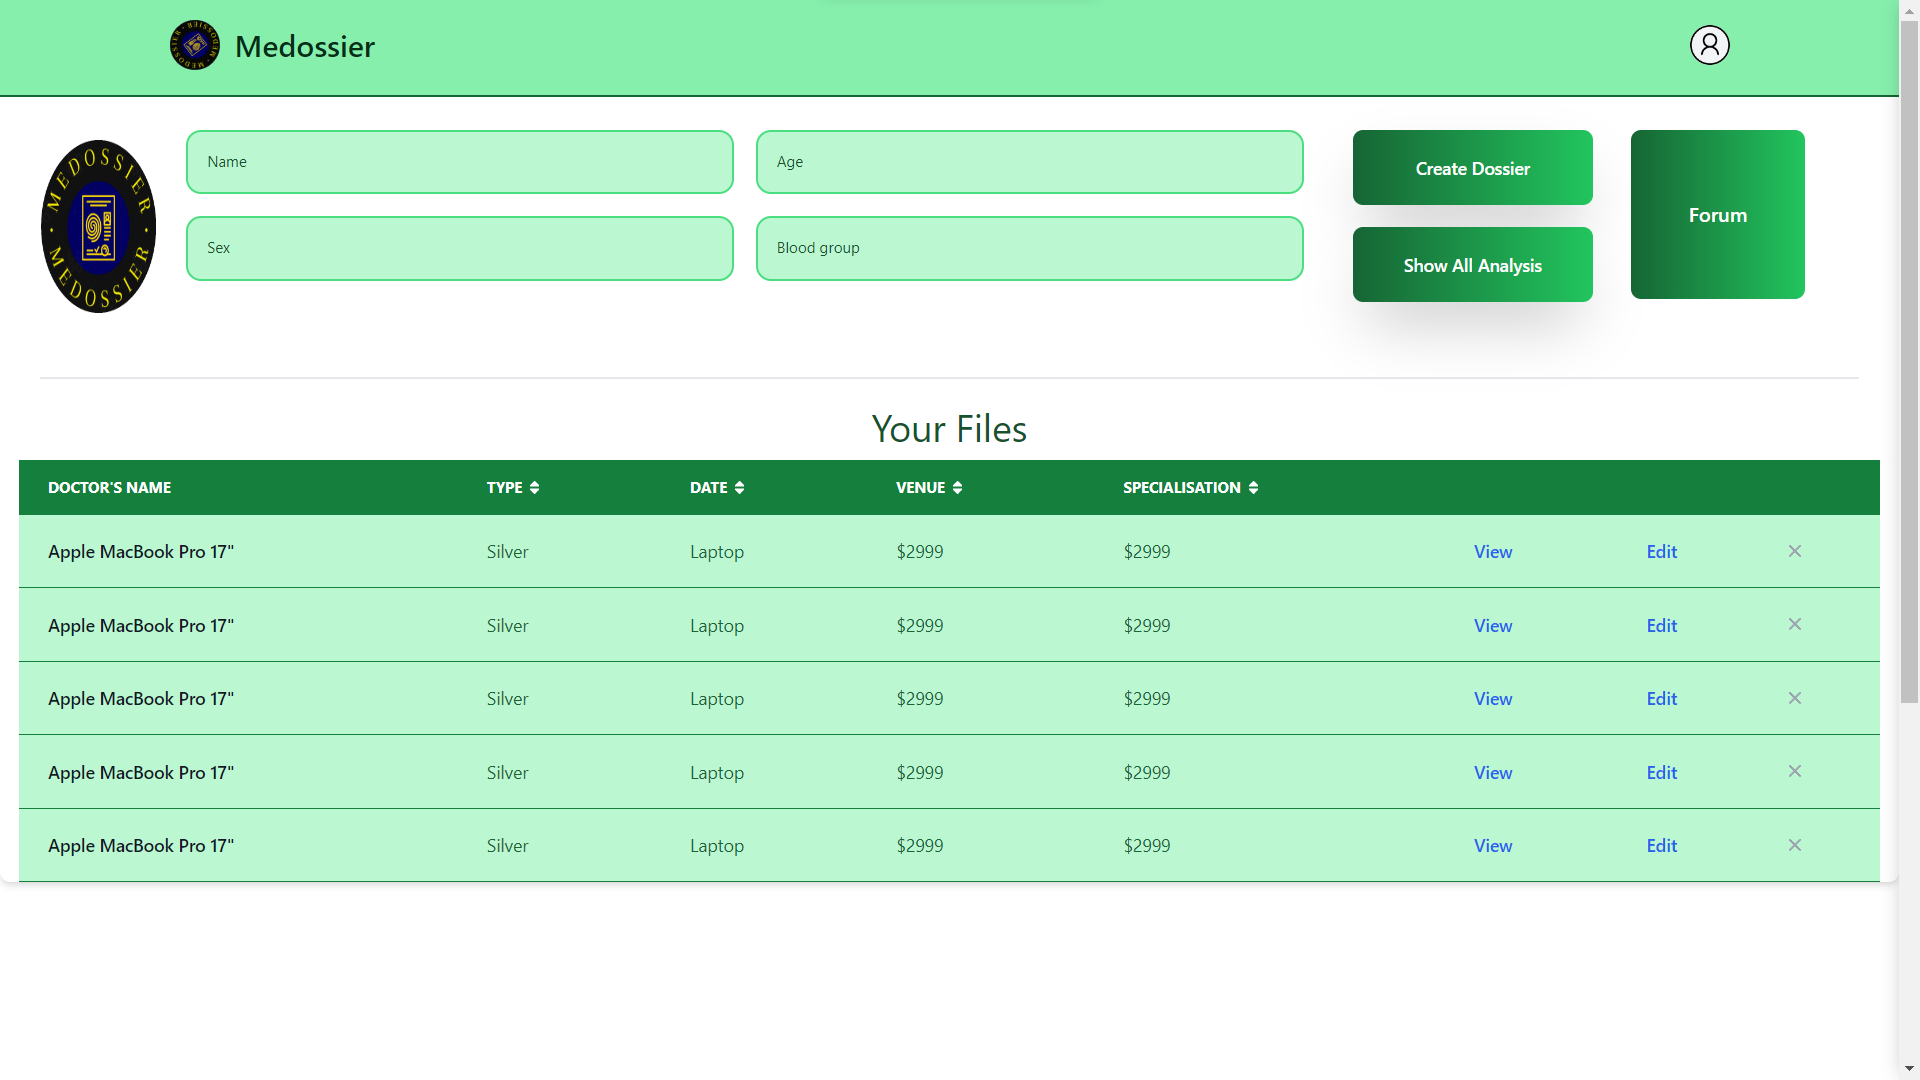 Medossier
MEDOSSIER · MEDOSSIER ·
Name
Age
Create Dossier
Forum
Sex
Blood group
Show All Analysis
Your Files
DOCTOR'S NAME TYPE DATE VENUE SPECIALISATION
Apple MacBook Pro 17" Silver Laptop $2999 $2999 View Edit
Apple MacBook Pro 17" Silver Laptop $2999 $2999 View Edit
Apple MacBook Pro 17" Silver Laptop $2999 $2999 View Edit
Apple MacBook Pro 17" Silver Laptop $2999 $2999 View Edit
Apple MacBook Pro 17" Silver Laptop $2999 $2999 View Edit